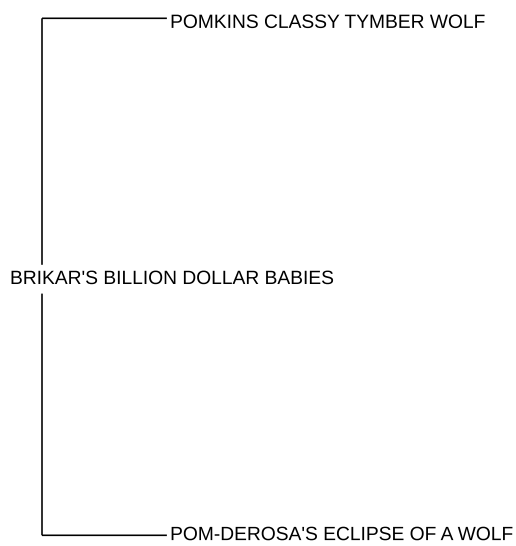 POMKINS CLASSY TYMBER WOLF
BRIKAR'S BILLION DOLLAR BABIES
POM-DEROSA'S ECLIPSE OF A WOLF